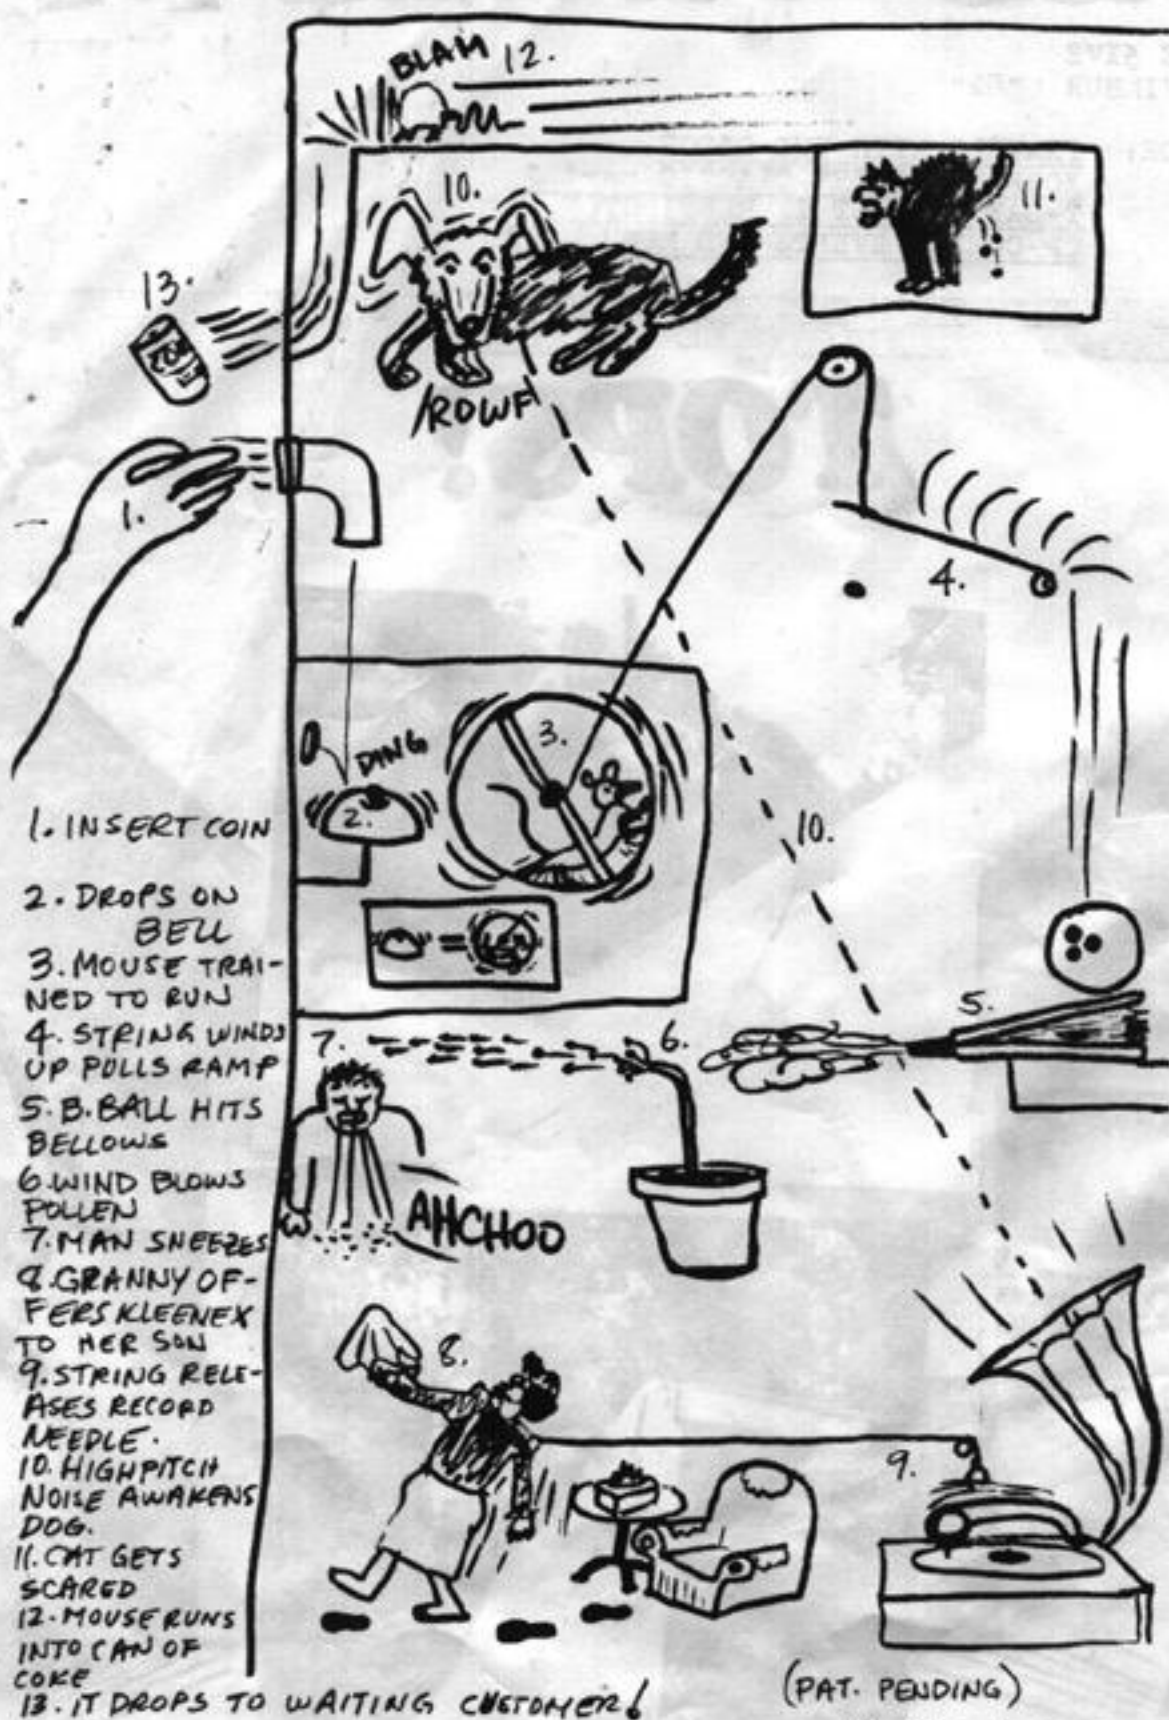 BLAM 12.
10.
11.
13.
ROWF
1.
4.
DING
3.
2.
=
10.
1. INSERT COIN
2. DROPS ON
BELL
3. MOUSE TRAI-
NED TO RUN
4. STRING WINDS
UP PULLS RAMP
5. B. BALL HITS
BELLOWS
6. WIND BLOWS
POLLEN
7. MAN SNEEZES
8. GRANNY OF-
FERS KLEENEX
TO HER SON
9. STRING RELE-
ASES RECORD
NEEDLE.
10. HIGH PITCH
NOISE AWAKENS
DOG.
11. CAT GETS
SCARED
12. MOUSE RUNS
INTO CAN OF
COKE
13. IT DROPS TO WAITING CUSTOMER!
5.
7.
6.
AHCHOO
8.
9.
(PAT. PENDING)